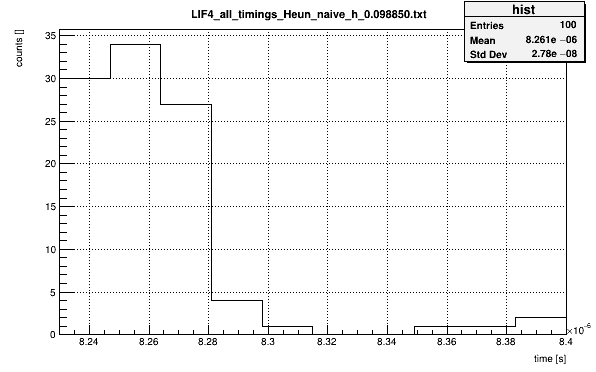 LIF4_all_timings_Heun_naive_h_0.098850.txt
hist
Entries 100
Mean 8.261e −06
Std Dev 2.78e −08
counts []
35
30
25
20
15
10
5
0
8.24 8.26 8.28 8.3 8.32 8.34 8.36 8.38 8.4
×10−6
time [s]